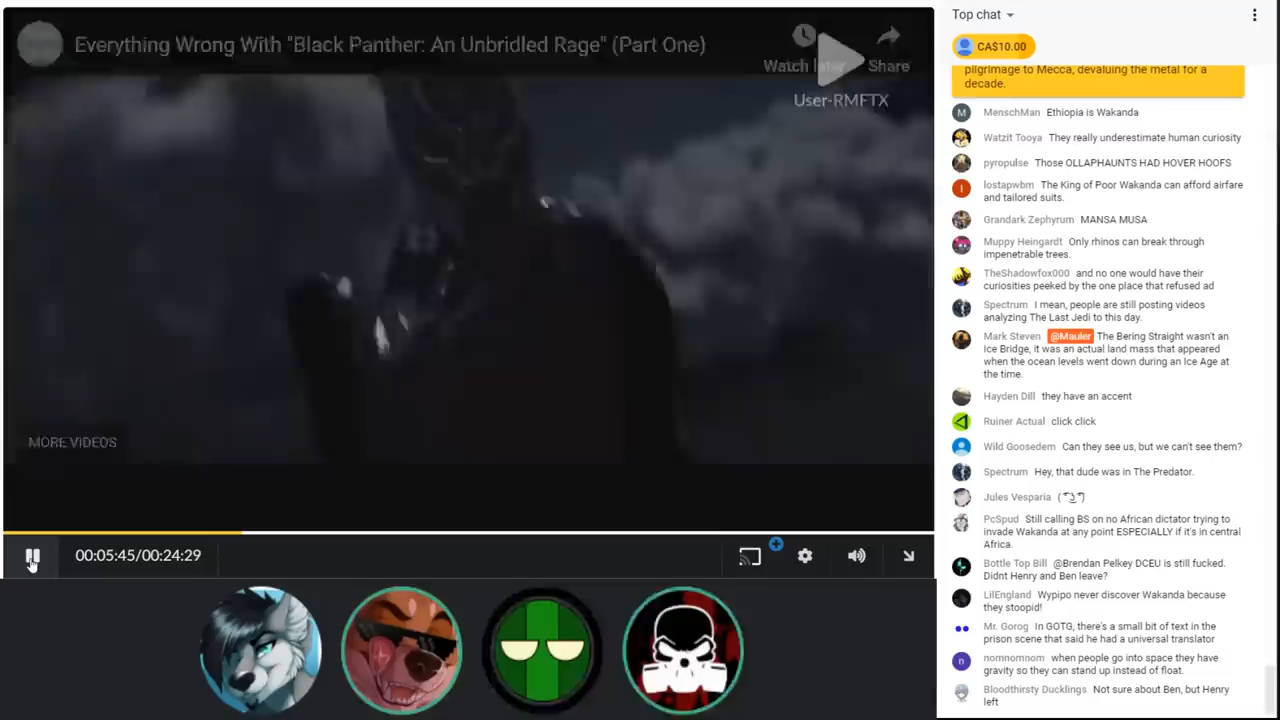 Everything Wrong With "Black Panther: An Unbridled Rage" (Part One)
Watch later
Share
User-RMFTX
MORE VIDEOS
00:05:45/00:24:29
Top chat
CA$10.00
pilgrimage to Mecca, devaluing the metal for a
decade.
M
MenschMan Ethiopia is Wakanda
Watzit Tooya They really underestimate human curiosity
pyropulse Those OLLAPHAUNTS HAD HOVER HOOFS
l
lostapwbm The King of Poor Wakanda can afford airfare
and tailored suits.
Grandark Zephyrum MANSA MUSA
Muppy Heingardt Only rhinos can break through
impenetrable trees.
TheShadowfox000 and no one would have their
curiosities peeked by the one place that refused ad
Spectrum I mean, people are still posting videos
analyzing The Last Jedi to this day.
Mark Steven @Mauler The Bering Straight wasn't an
Ice Bridge, it was an actual land mass that appeared
when the ocean levels went down during an Ice Age at
the time.
Hayden Dill they have an accent
Ruiner Actual click click
Wild Goosedem Can they see us, but we can't see them?
Spectrum Hey, that dude was in The Predator.
Jules Vesparia ( ͡° ͜ʖ ͡°)
PcSpud Still calling BS on no African dictator trying to
invade Wakanda at any point ESPECIALLY if it's in central
Africa.
Bottle Top Bill @Brendan Pelkey DCEU is still fucked.
Didnt Henry and Ben leave?
LilEngland Wypipo never discover Wakanda because
they stoopid!
Mr. Gorog In GOTG, there's a small bit of text in the
prison scene that said he had a universal translator
n
nomnomnom when people go into space they have
gravity so they can stand up instead of float.
Bloodthirsty Ducklings Not sure about Ben, but Henry
left